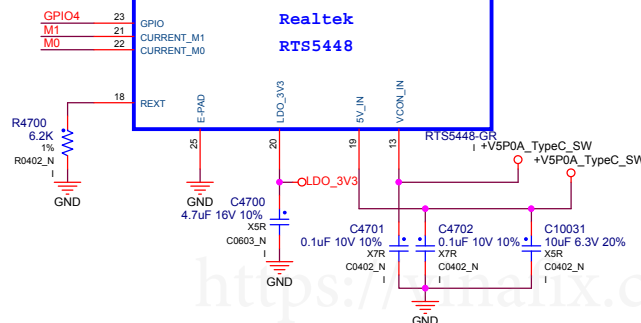 GPIO4
23
GPIO
M1
21
CURRENT_M1
M0
22
CURRENT_M0
Realtek
RTS5448
18
REXT
E-PAD
LDO_3V3
5V_IN
VCON_IN
25
20
19
13
RTS5448-GR
I
+V5P0A_TypeC_SW
+V5P0A_TypeC_SW
R4700
6.2K
1%
R0402_N
I
GND
GND
LDO_3V3
C4700
4.7uF 16V 10%
X5R
C0603_N
I
GND
C4701
0.1uF 10V 10%
X7R
C0402_N
I
C4702
0.1uF 10V 10%
X7R
C0402_N
I
C10031
10uF 6.3V 20%
X5R
C0402_N
I
GND
https://vinafix.c